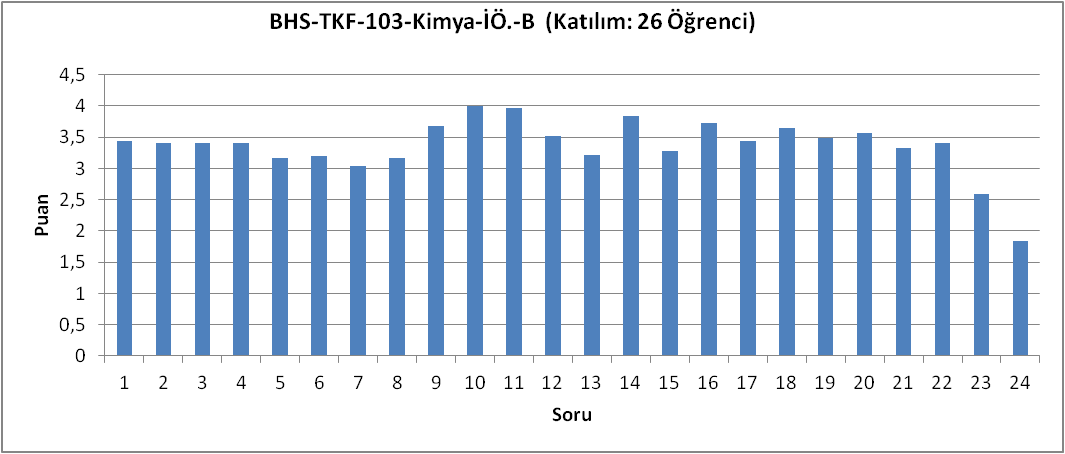 BHS-TKF-103-Kimya-İÖ.-B (Katılım: 26 Öğrenci)
4,5
4
3,5
3
2,5
2
1,5
1
0,5
0
Puan
1 2 3 4 5 6 7 8 9 10 11 12 13 14 15 16 17 18 19 20 21 22 23 24
Soru